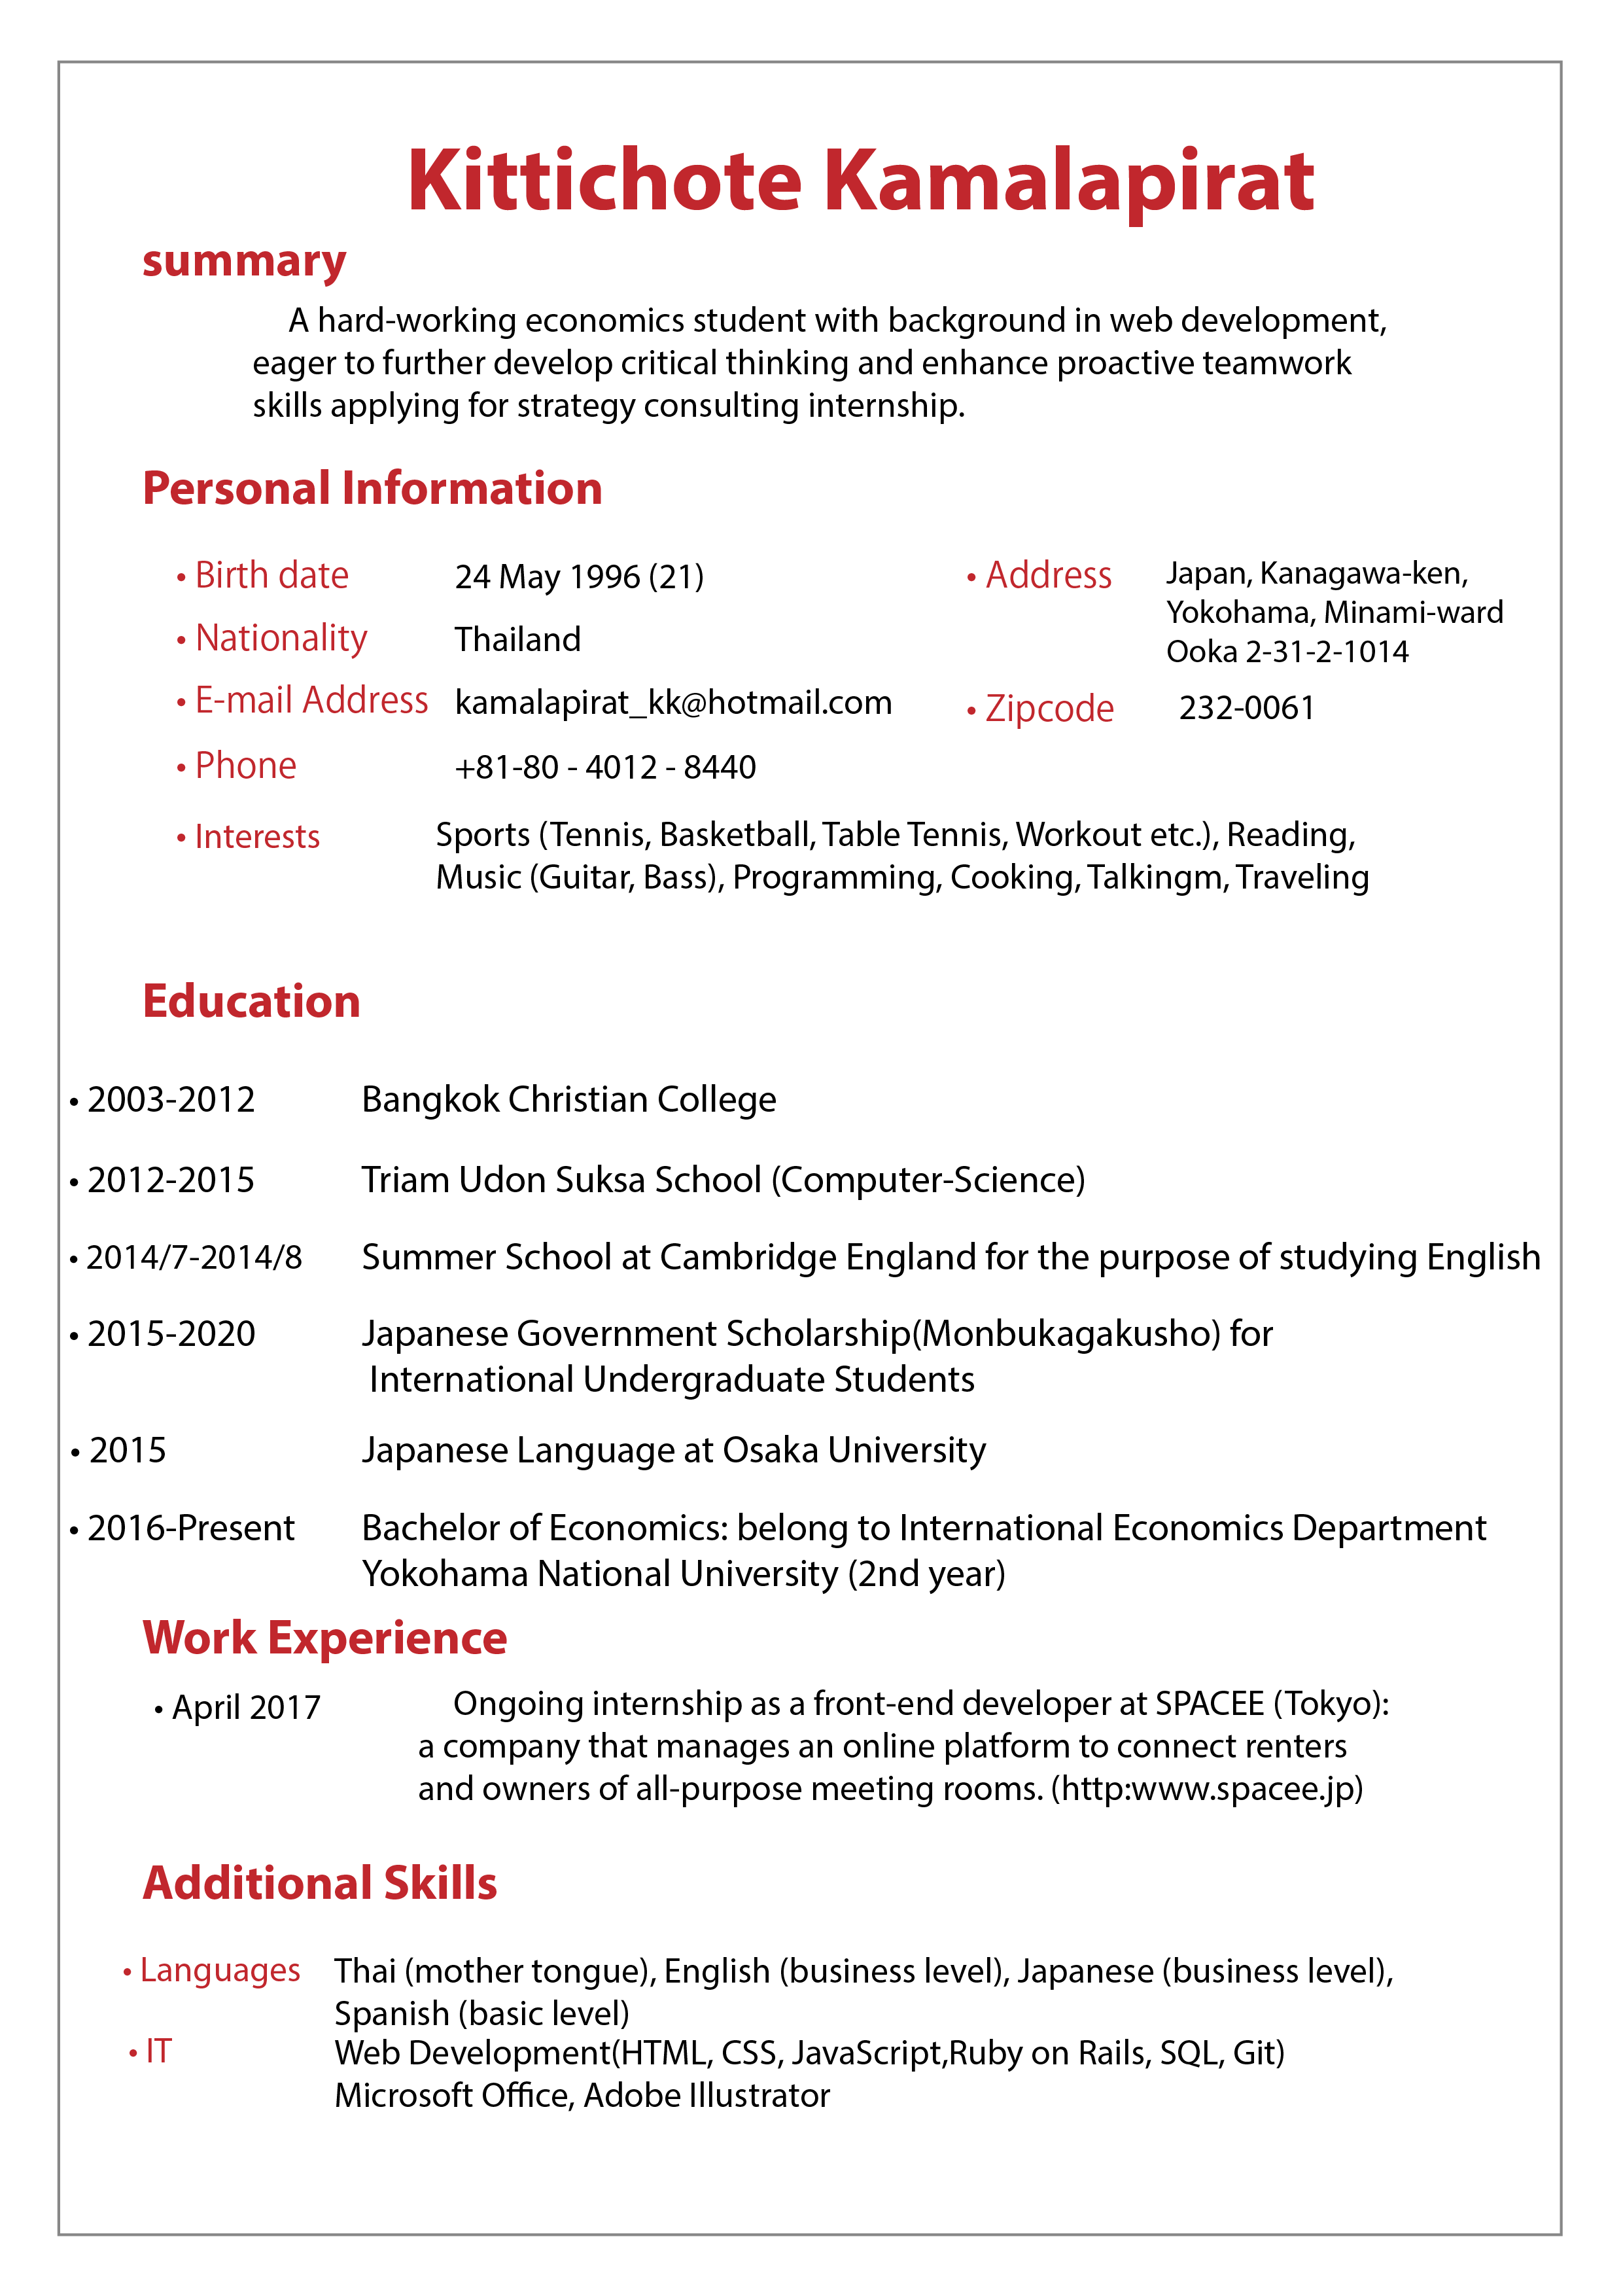 Kittichote Kamalapirat
summary
A hard-working economics student with background in web development,
eager to further develop critical thinking and enhance proactive teamwork
skills applying for strategy consulting internship.
Personal Information
• Birth date 24 May 1996 (21)
• Nationality Thailand
• E-mail Address kamalapirat_kk@hotmail.com
• Phone +81-80 - 4012 - 8440
• Address Japan, Kanagawa-ken,
Yokohama, Minami-ward
Ooka 2-31-2-1014
• Zipcode 232-0061
• Interests Sports (Tennis, Basketball, Table Tennis, Workout etc.), Reading,
Music (Guitar, Bass), Programming, Cooking, Talkingm, Traveling
Education
• 2003-2012 Bangkok Christian College
• 2012-2015 Triam Udon Suksa School (Computer-Science)
• 2014/7-2014/8 Summer School at Cambridge England for the purpose of studying English
• 2015-2020 Japanese Government Scholarship(Monbukagakusho) for
International Undergraduate Students
• 2015 Japanese Language at Osaka University
• 2016-Present Bachelor of Economics: belong to International Economics Department
Yokohama National University (2nd year)
Work Experience
• April 2017 Ongoing internship as a front-end developer at SPACEE (Tokyo):
a company that manages an online platform to connect renters
and owners of all-purpose meeting rooms. (http:www.spacee.jp)
Additional Skills
• Languages Thai (mother tongue), English (business level), Japanese (business level),
Spanish (basic level)
• IT Web Development(HTML, CSS, JavaScript,Ruby on Rails, SQL, Git)
Microsoft Office, Adobe Illustrator